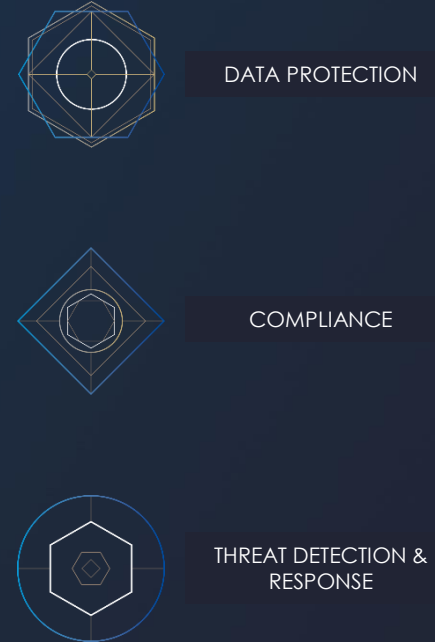 DATA PROTECTION
COMPLIANCE
THREAT DETECTION &
RESPONSE